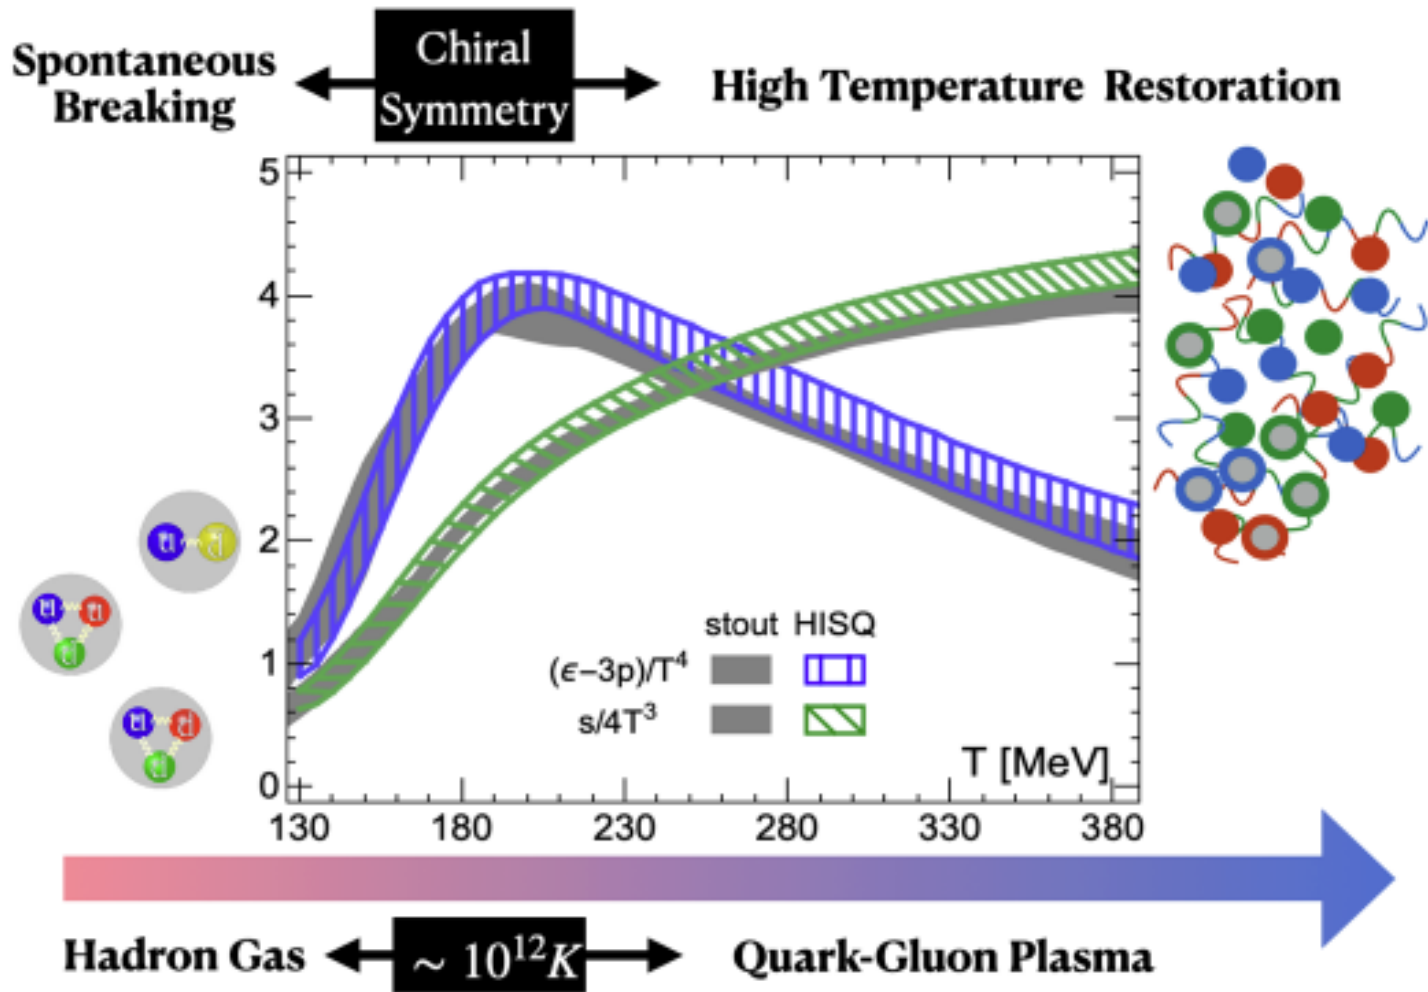 Spontaneous
Breaking
Chiral
Symmetry
High Temperature Restoration
5
4
3
2
1
0
stout HISQ
(ϵ−3p)/T⁴
s/4T³
T [MeV]
130 180 230 280 330 380
Hadron Gas
~ 10¹²K
Quark-Gluon Plasma